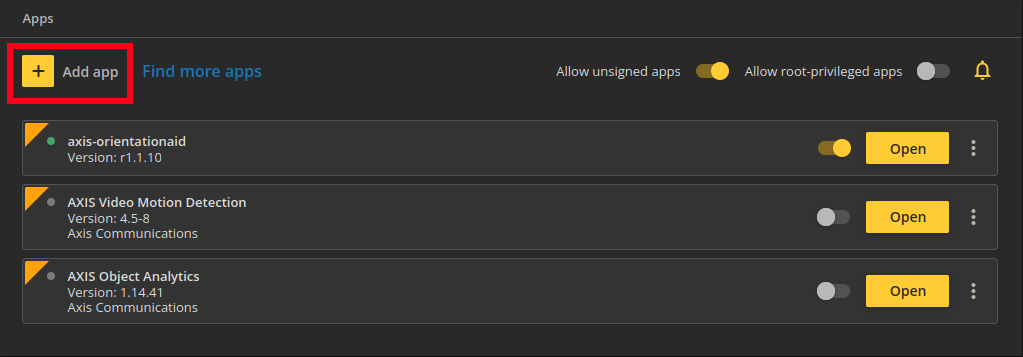 Apps
+ Add app Find more apps Allow unsigned apps Allow root-privileged apps
axis-orientationaid
Version: r1.1.10
Open
AXIS Video Motion Detection
Version: 4.5-8
Axis Communications
Open
AXIS Object Analytics
Version: 1.14.41
Axis Communications
Open